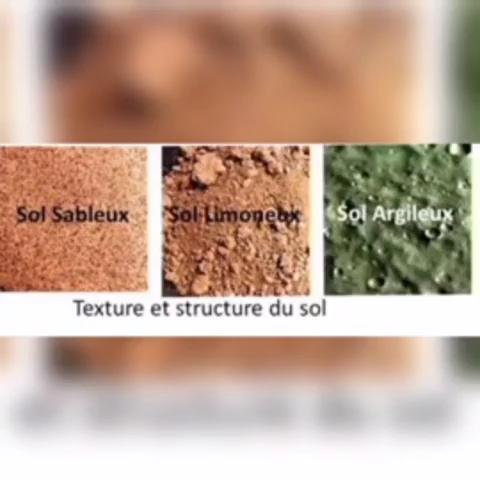 Sol Sableux
Sol Limoneux
Sol Argileux
Texture et structure du sol